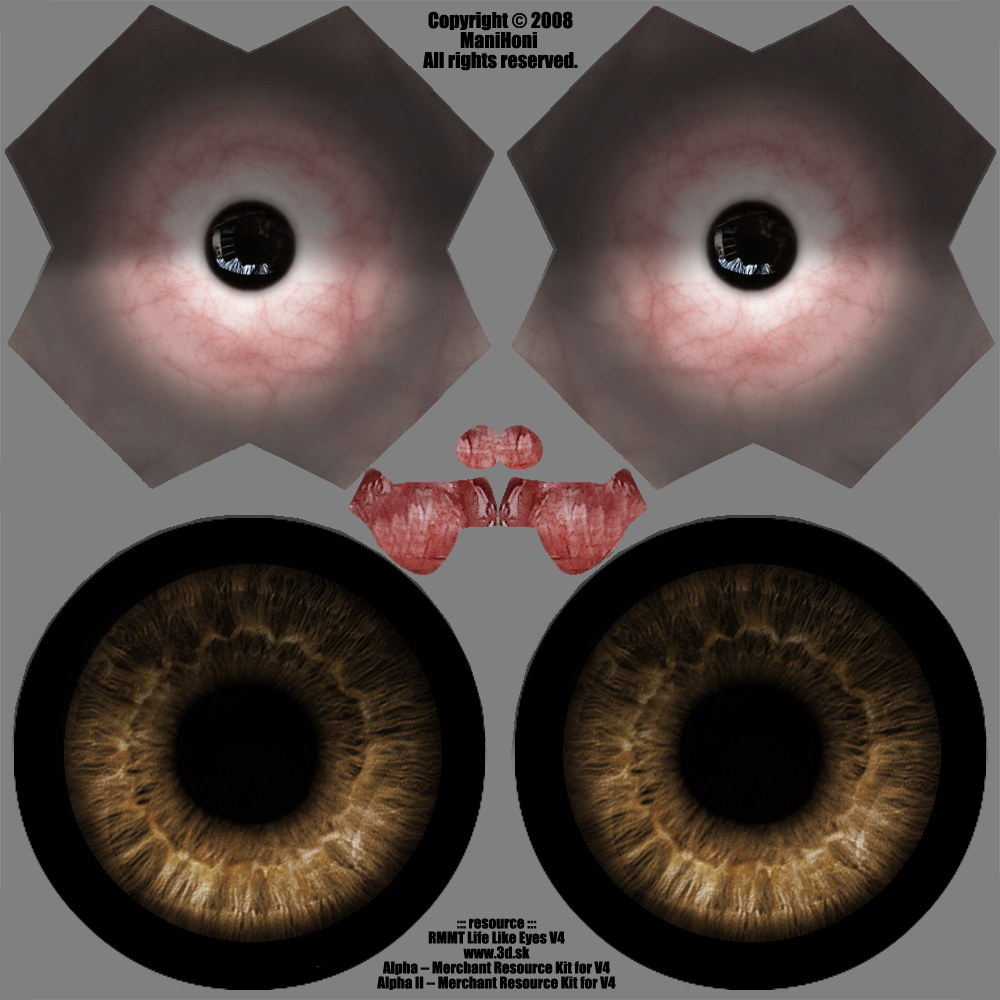 Copyright © 2008
ManiHoni
All rights reserved.
::: resource :::
RMMT Life Like Eyes V4
www.3d.sk
Alpha – Merchant Resource Kit for V4
Alpha II – Merchant Resource Kit for V4